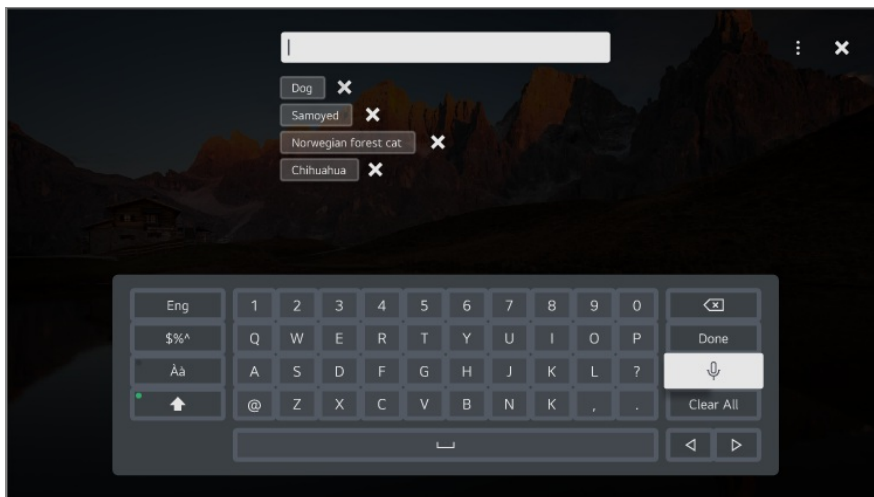 Dog
Samoyed
Norwegian forest cat
Chihuahua
Eng 1 2 3 4 5 6 7 8 9 0
$%^ Q W E R T Y U I O P Done
Àà A S D F G H J K L ?
@ Z X C V B N K , . Clear All